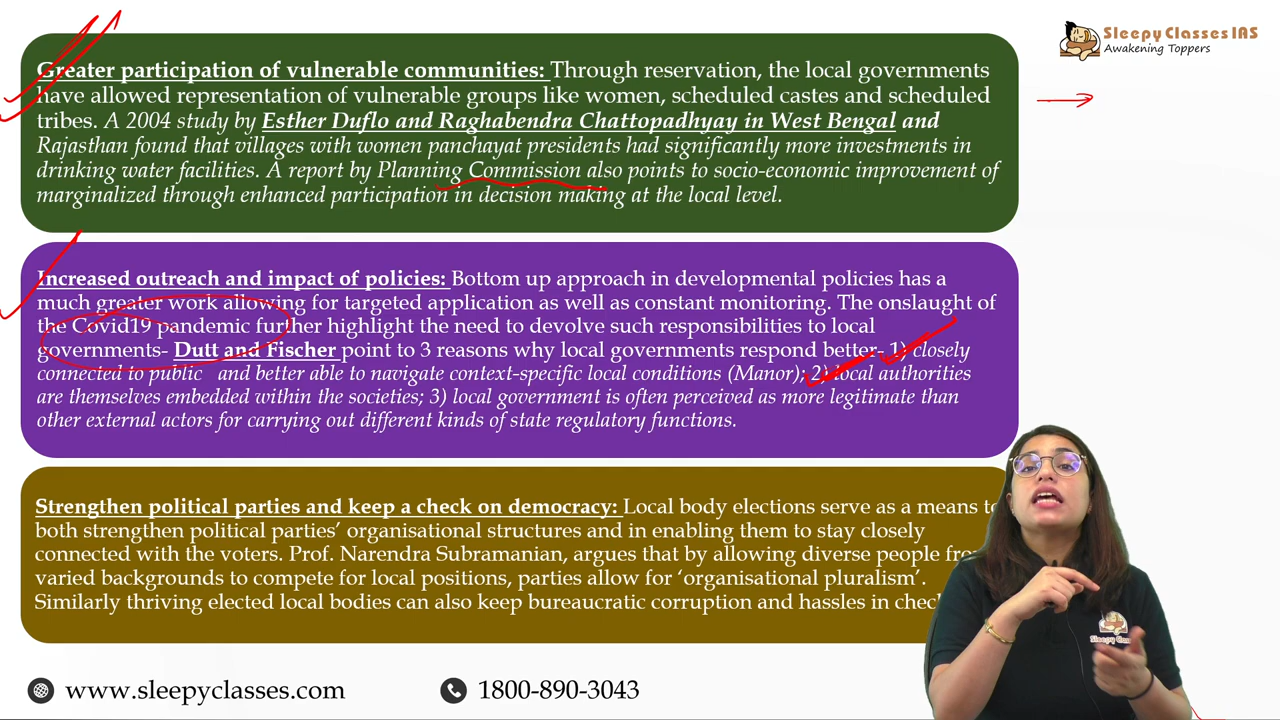 Sleepy Classes IAS
Awakening Toppers
Greater participation of vulnerable communities: Through reservation, the local governments
have allowed representation of vulnerable groups like women, scheduled castes and scheduled
tribes. A 2004 study by Esther Duflo and Raghabendra Chattopadhyay in West Bengal and
Rajasthan found that villages with women panchayat presidents had significantly more investments in
drinking water facilities. A report by Planning Commission also points to socio-economic improvement of
marginalized through enhanced participation in decision making at the local level.
Increased outreach and impact of policies: Bottom up approach in developmental policies has a
much greater work allowing for targeted application as well as constant monitoring. The onslaught of
the Covid19 pandemic further highlight the need to devolve such responsibilities to local
governments- Dutt and Fischer point to 3 reasons why local governments respond better- 1) closely
connected to public and better able to navigate context-specific local conditions (Manor); 2) local authorities
are themselves embedded within the societies; 3) local government is often perceived as more legitimate than
other external actors for carrying out different kinds of state regulatory functions.
Strengthen political parties and keep a check on democracy: Local body elections serve as a means to
both strengthen political parties' organisational structures and in enabling them to stay closely
connected with the voters. Prof. Narendra Subramanian, argues that by allowing diverse people from
varied backgrounds to compete for local positions, parties allow for 'organisational pluralism'.
Similarly thriving elected local bodies can also keep bureaucratic corruption and hassles in check
Sleepy Classes
www.sleepyclasses.com
1800-890-3043